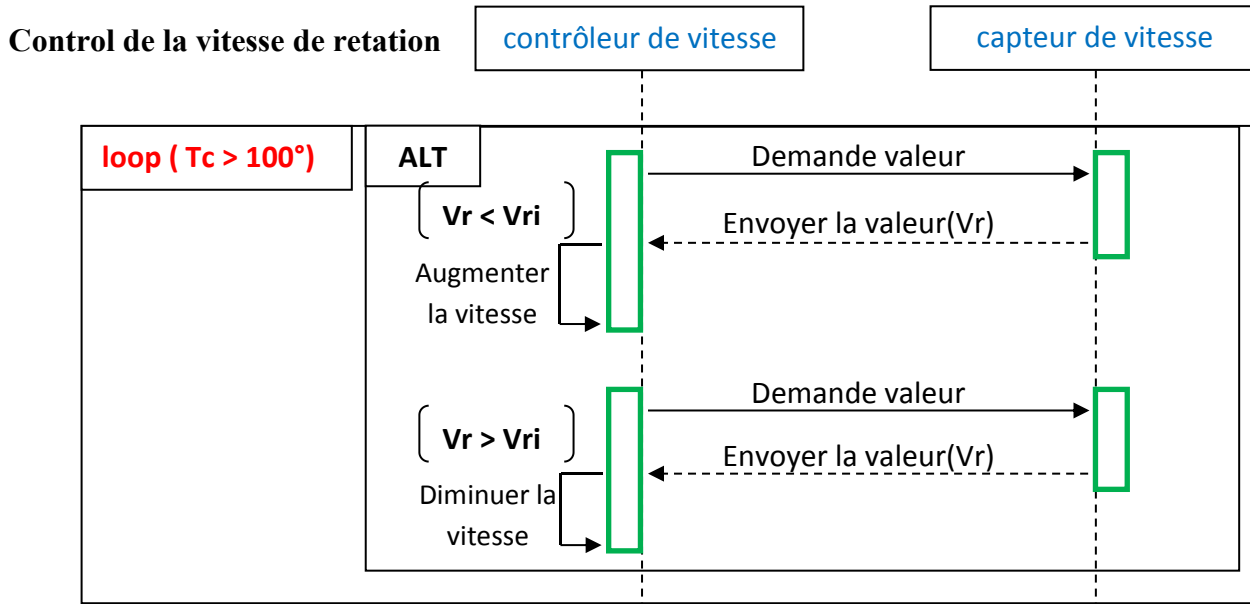 Control de la vitesse de retation
contrôleur de vitesse
capteur de vitesse
loop ( Tc > 100°)
ALT
Demande valeur
Vr < Vri
Envoyer la valeur(Vr)
Augmenter
la vitesse
Demande valeur
Vr > Vri
Envoyer la valeur(Vr)
Diminuer la
vitesse